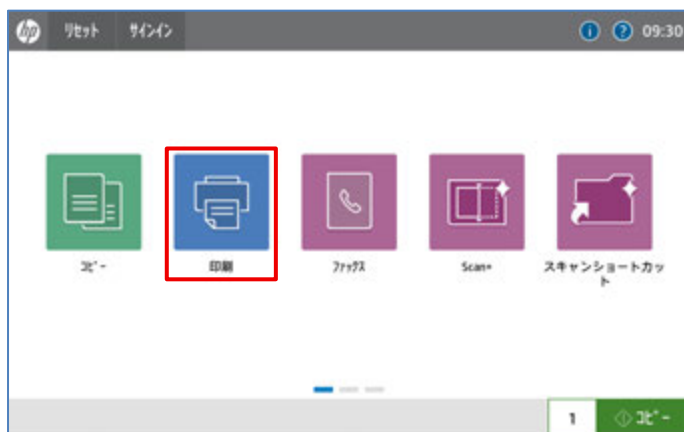 hp リセット サインイン i ? 09:30
コピー 印刷 ファックス Scan+ スキャンショートカッ
ト
1 コピー